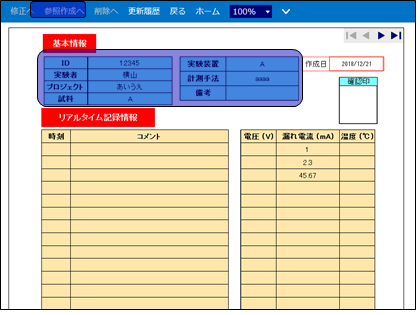 修正へ 参照作成へ 削除へ 更新履歴 戻る ホーム 100%
基本情報
作成日 2018/12/21
ID 12345
実験者 横山
プロジェクト あいうえ
試料 A
実験装置 A
計測手法 aaaa
備考
確認印
リアルタイム記録情報
時刻 コメント 電圧(V) 漏れ電流(mA) 温度(℃)
1
2.3
45.67